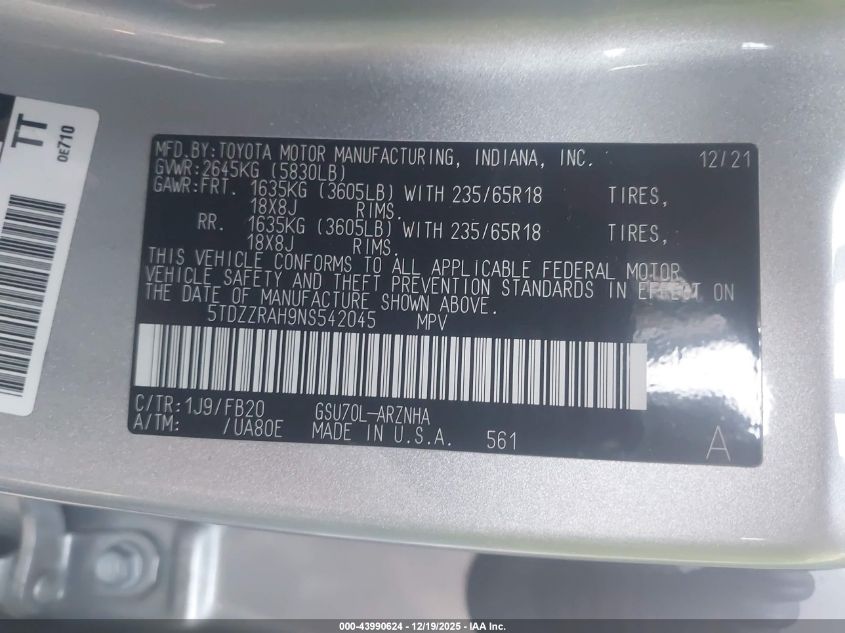 TT
0E710
MFD.BY:TOYOTA MOTOR MANUFACTURING, INDIANA, INC. 12/21
GVWR:2645KG (5830LB)
GAWR:FRT. 1635KG (3605LB) WITH 235/65R18 TIRES,
18X8J RIMS.
RR. 1635KG (3605LB) WITH 235/65R18 TIRES,
18X8J RIMS.
THIS VEHICLE CONFORMS TO ALL APPLICABLE FEDERAL MOTOR
VEHICLE SAFETY AND THEFT PREVENTION STANDARDS IN EFFECT ON
THE DATE OF MANUFACTURE SHOWN ABOVE.
5TDZZRAH9NS542045 MPV
C/TR:1J9/FB20 GSU70L-ARZNHA
A/TM: /UA80E MADE IN U.S.A. 561
A
000-43990624 - 12/19/2025 - IAA Inc.